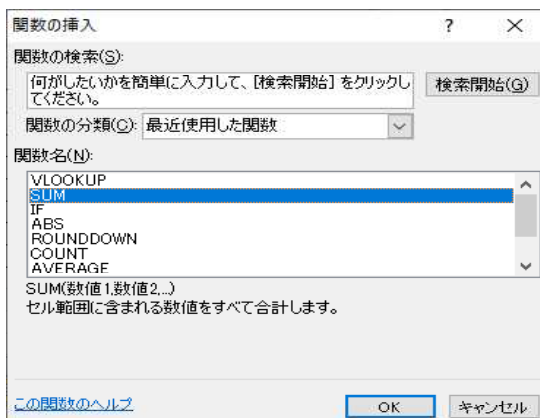 関数の挿入 ? ×
関数の検索(S):
何がしたいかを簡単に入力して、[検索開始] をクリックし
てください。
検索開始(G)
関数の分類(C): 最近使用した関数
関数名(N):
VLOOKUP
SUM
IF
ABS
ROUNDDOWN
COUNT
AVERAGE
SUM(数値1,数値2,...)
セル範囲に含まれる数値をすべて合計します。
この関数のヘルプ
OK キャンセル